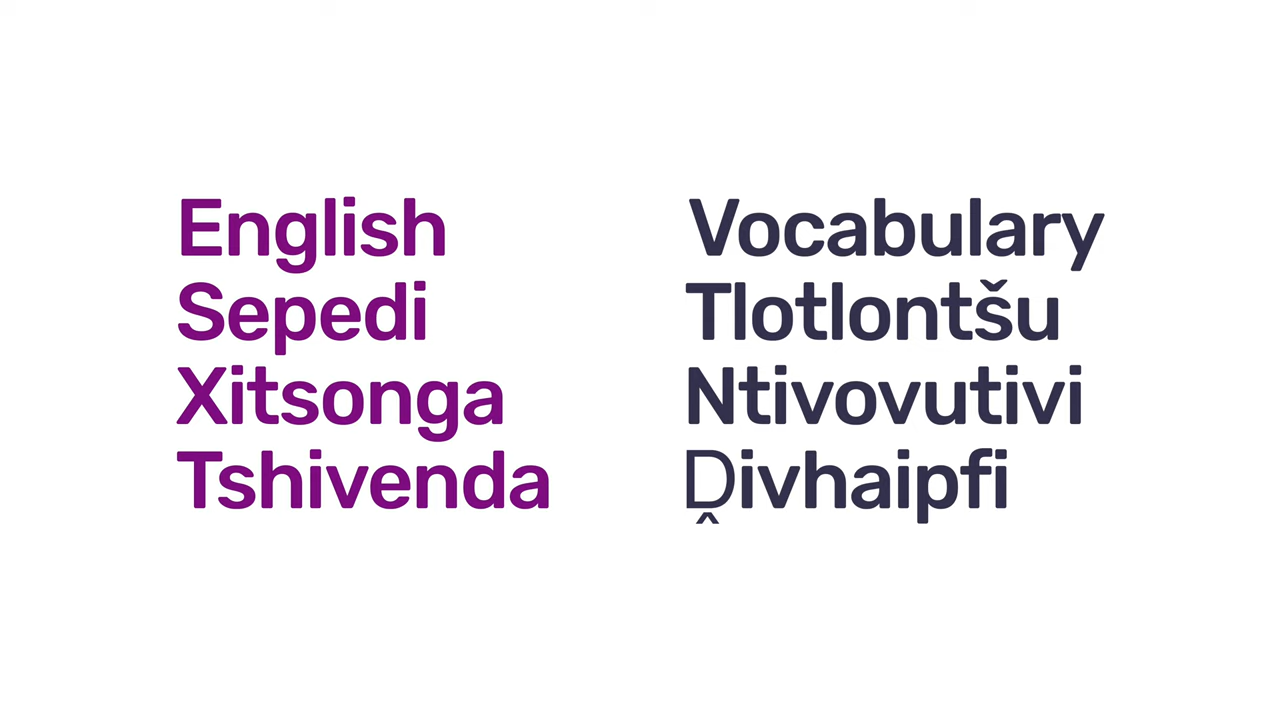 English
Sepedi
Xitsonga
Tshivenda
Vocabulary
Tlotlontšu
Ntivovutivi
Ḓivhaipfi